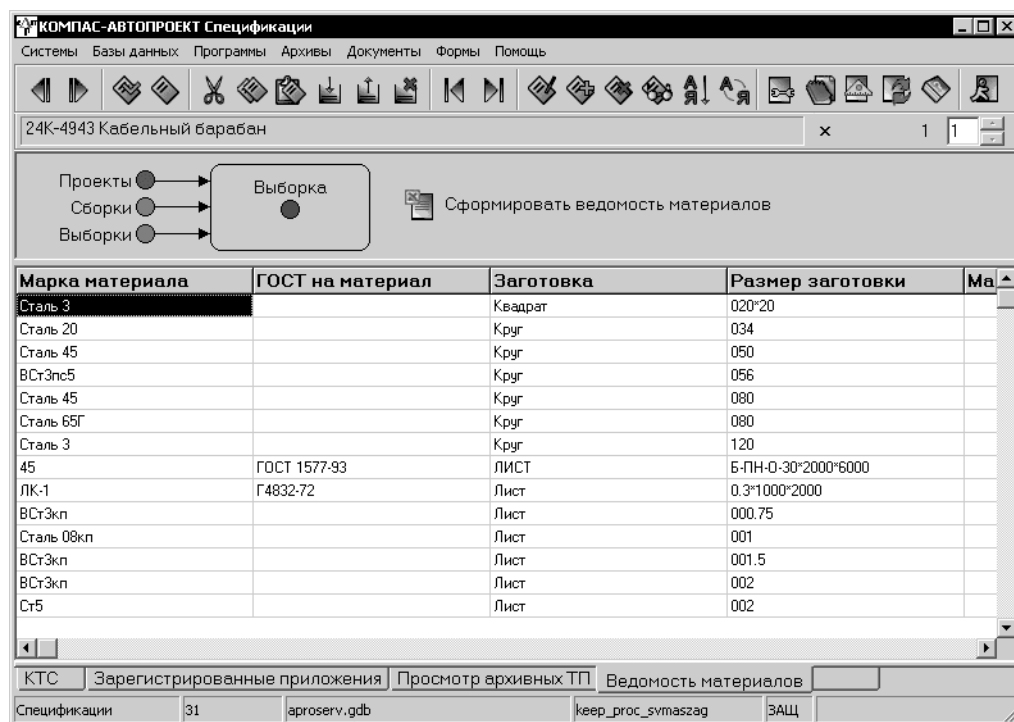 КОМПАС-АВТОПРОЕКТ Спецификации
Системы Базы данных Программы Архивы Документы Формы Помощь
24К-4943 Кабельный барабан × 1 1
Проекты
Сборки
Выборки
Выборка
Сформировать ведомость материалов
Марка материала ГОСТ на материал Заготовка Размер заготовки Ма
Сталь 3 Квадрат 020*20
Сталь 20 Круг 034
Сталь 45 Круг 050
ВСт3пс5 Круг 056
Сталь 45 Круг 080
Сталь 65Г Круг 080
Сталь 3 Круг 120
45 ГОСТ 1577-93 ЛИСТ Б-ПН-О-30*2000*6000
ЛК-1 Г4832-72 Лист 0.3*1000*2000
ВСт3кп Лист 000.75
Сталь 08кп Лист 001
ВСт3кп Лист 001.5
ВСт3кп Лист 002
Ст5 Лист 002
КТС Зарегистрированные приложения Просмотр архивных ТП Ведомость материалов
Спецификации 31 aproserv.gdb keep_proc_svmaszag ЗАЩ